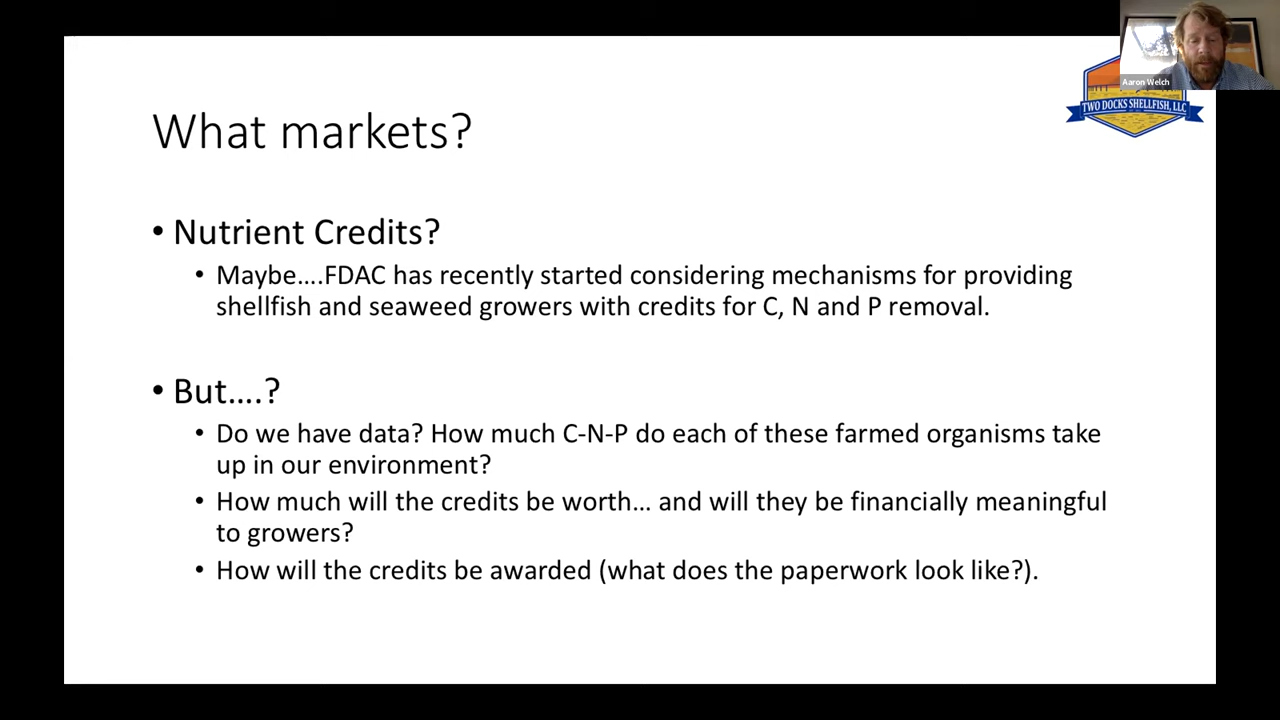 Aaron Welch
TWO DOCKS SHELLFISH, LLC
What markets?
• Nutrient Credits?
• Maybe....FDAC has recently started considering mechanisms for providing
shellfish and seaweed growers with credits for C, N and P removal.
• But....?
• Do we have data? How much C-N-P do each of these farmed organisms take
up in our environment?
• How much will the credits be worth... and will they be financially meaningful
to growers?
• How will the credits be awarded (what does the paperwork look like?).